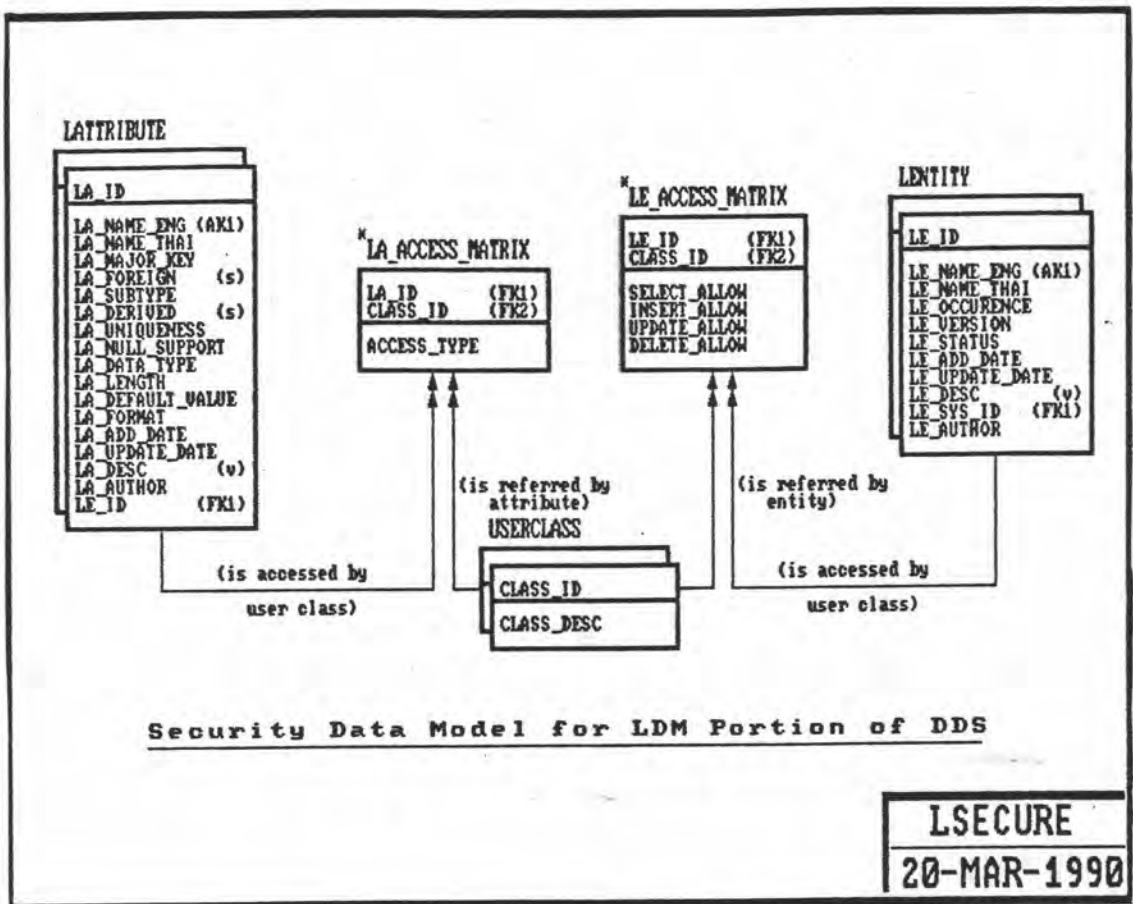 LATTRIBUTE
LA_ID
LA_NAME_ENG (AK1)
LA_NAME_THAI
LA_MAJOR_KEY
LA_FOREIGN (s)
LA_SUBTYPE
LA_DERIVED (s)
LA_UNIQUENESS
LA_NULL_SUPPORT
LA_DATA_TYPE
LA_LENGTH
LA_DEFAULT_VALUE
LA_FORMAT
LA_ADD_DATE
LA_UPDATE_DATE
LA_DESC (v)
LA_AUTHOR
LE_ID (FK1)
*LA_ACCESS_MATRIX
LA_ID (FK1)
CLASS_ID (FK2)
ACCESS_TYPE
*LE_ACCESS_MATRIX
LE_ID (FK1)
CLASS_ID (FK2)
SELECT_ALLOW
INSERT_ALLOW
UPDATE_ALLOW
DELETE_ALLOW
LENTITY
LE_ID
LE_NAME_ENG (AK1)
LE_NAME_THAI
LE_OCCURENCE
LE_VERSION
LE_STATUS
LE_ADD_DATE
LE_UPDATE_DATE
LE_DESC (v)
LE_SYS_ID (FK1)
LE_AUTHOR
(is referred by
attribute)
(is referred by
entity)
USERCLASS
CLASS_ID
CLASS_DESC
(is accessed by
user class)
(is accessed by
user class)
Security Data Model for LDM Portion of DDS
LSECURE
20-MAR-1990